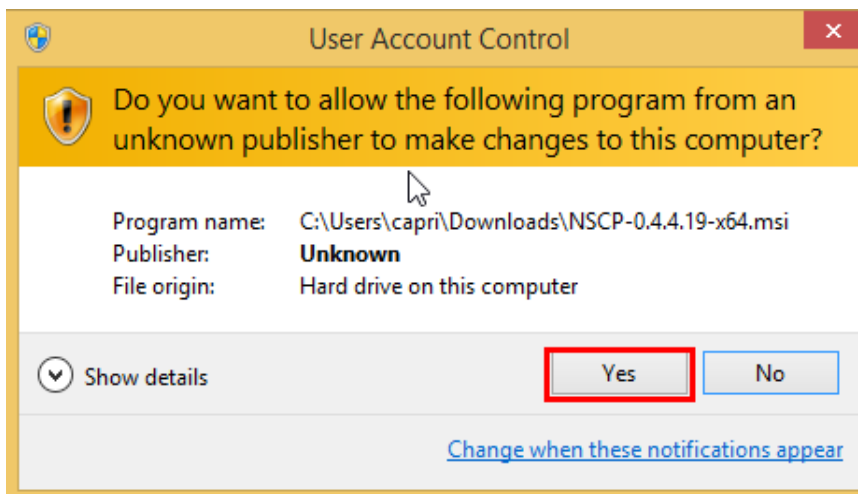 User Account Control
Do you want to allow the following program from an
unknown publisher to make changes to this computer?
Program name: C:\Users\capri\Downloads\NSCP-0.4.4.19-x64.msi
Publisher: Unknown
File origin: Hard drive on this computer
Show details Yes No
Change when these notifications appear